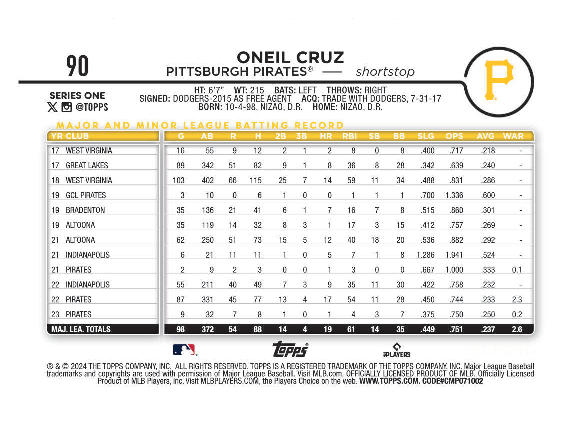 90
ONEIL CRUZ
PITTSBURGH PIRATES® — shortstop
SERIES ONE
X @TOPPS
HT: 6'7" WT: 215 BATS: LEFT THROWS: RIGHT
SIGNED: DODGERS-2015 AS FREE AGENT ACQ: TRADE WITH DODGERS, 7-31-17
BORN: 10-4-98, NIZAO, D.R. HOME: NIZAO, D.R.
P
MAJOR AND MINOR LEAGUE BATTING RECORD
YR CLUB G AB R H 2B 3B HR RBI SB BB SLG OPS AVG WAR
17 WEST VIRGINIA 16 55 9 12 2 1 2 8 0 8 .400 .717 .218 -
17 GREAT LAKES 89 342 51 82 9 1 8 36 8 28 .342 .639 .240 -
18 WEST VIRGINIA 103 402 66 115 25 7 14 59 11 34 .488 .831 .286 -
19 GCL PIRATES 3 10 0 6 1 0 0 1 1 1 .700 1.336 .600 -
19 BRADENTON 35 136 21 41 6 1 7 16 7 8 .515 .860 .301 -
19 ALTOONA 35 119 14 32 8 3 1 17 3 15 .412 .757 .269 -
21 ALTOONA 62 250 51 73 15 5 12 40 18 20 .536 .882 .292 -
21 INDIANAPOLIS 6 21 11 11 1 0 5 7 1 8 1.286 1.941 .524 -
21 PIRATES 2 9 2 3 0 0 1 3 0 0 .667 1.000 .333 0.1
22 INDIANAPOLIS 55 211 40 49 7 3 9 35 11 30 .422 .758 .232 -
22 PIRATES 87 331 45 77 13 4 17 54 11 28 .450 .744 .233 2.3
23 PIRATES 9 32 7 8 1 0 1 4 3 7 .375 .750 .250 0.2
MAJ. LEA. TOTALS 98 372 54 88 14 4 19 61 14 35 .449 .751 .237 2.6
Topps
PLAYERS
® & © 2024 THE TOPPS COMPANY, INC. ALL RIGHTS RESERVED. TOPPS IS A REGISTERED TRADEMARK OF THE TOPPS COMPANY, INC. Major League Baseball
trademarks and copyrights are used with permission of Major League Baseball. Visit MLB.com. OFFICIALLY LICENSED PRODUCT OF MLB. Officially Licensed
Product of MLB Players, Inc. Visit MLBPLAYERS.COM, the Players Choice on the web. WWW.TOPPS.COM. CODE#CMP071002